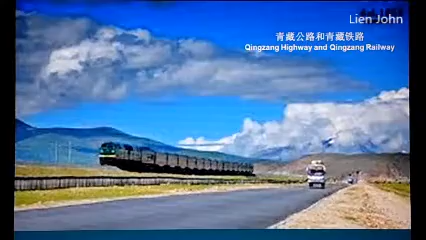 Lien John
青藏公路和青藏铁路
Qingzang Highway and Qingzang Railway